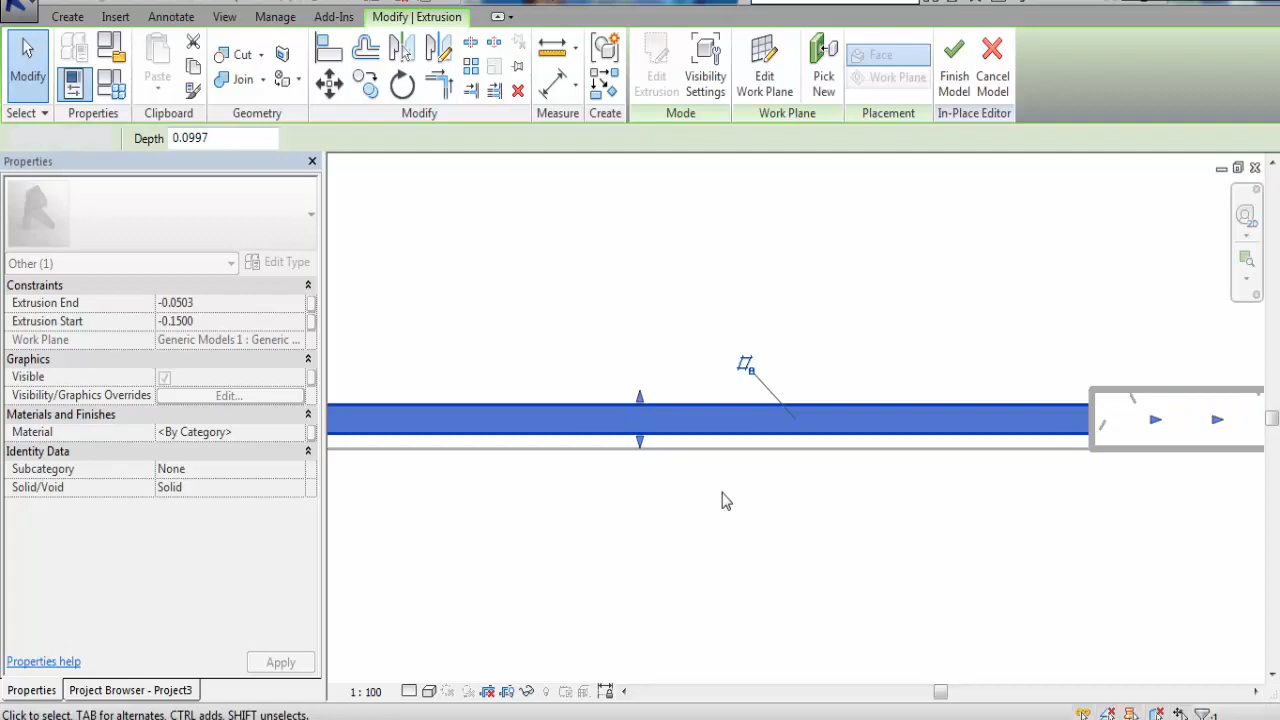 Create Insert Annotate View Manage Add-Ins Modify | Extrusion
Modify
Paste
Cut
Join
Edit Extrusion
Visibility Settings
Edit Work Plane
Pick New
Face
Work Plane
Finish Model
Cancel Model
Select Properties Clipboard Geometry Modify Measure Create Mode Work Plane Placement In-Place Editor
Depth 0.0997
Properties
Other (1) Edit Type
Constraints
Extrusion End -0.0503
Extrusion Start -0.1500
Work Plane Generic Models 1 : Generic ...
Graphics
Visible
Visibility/Graphics Overrides Edit...
Materials and Finishes
Material <By Category>
Identity Data
Subcategory None
Solid/Void Solid
2D
Properties help Apply
Properties Project Browser - Project3
1 : 100
Click to select, TAB for alternates, CTRL adds, SHIFT unselects.